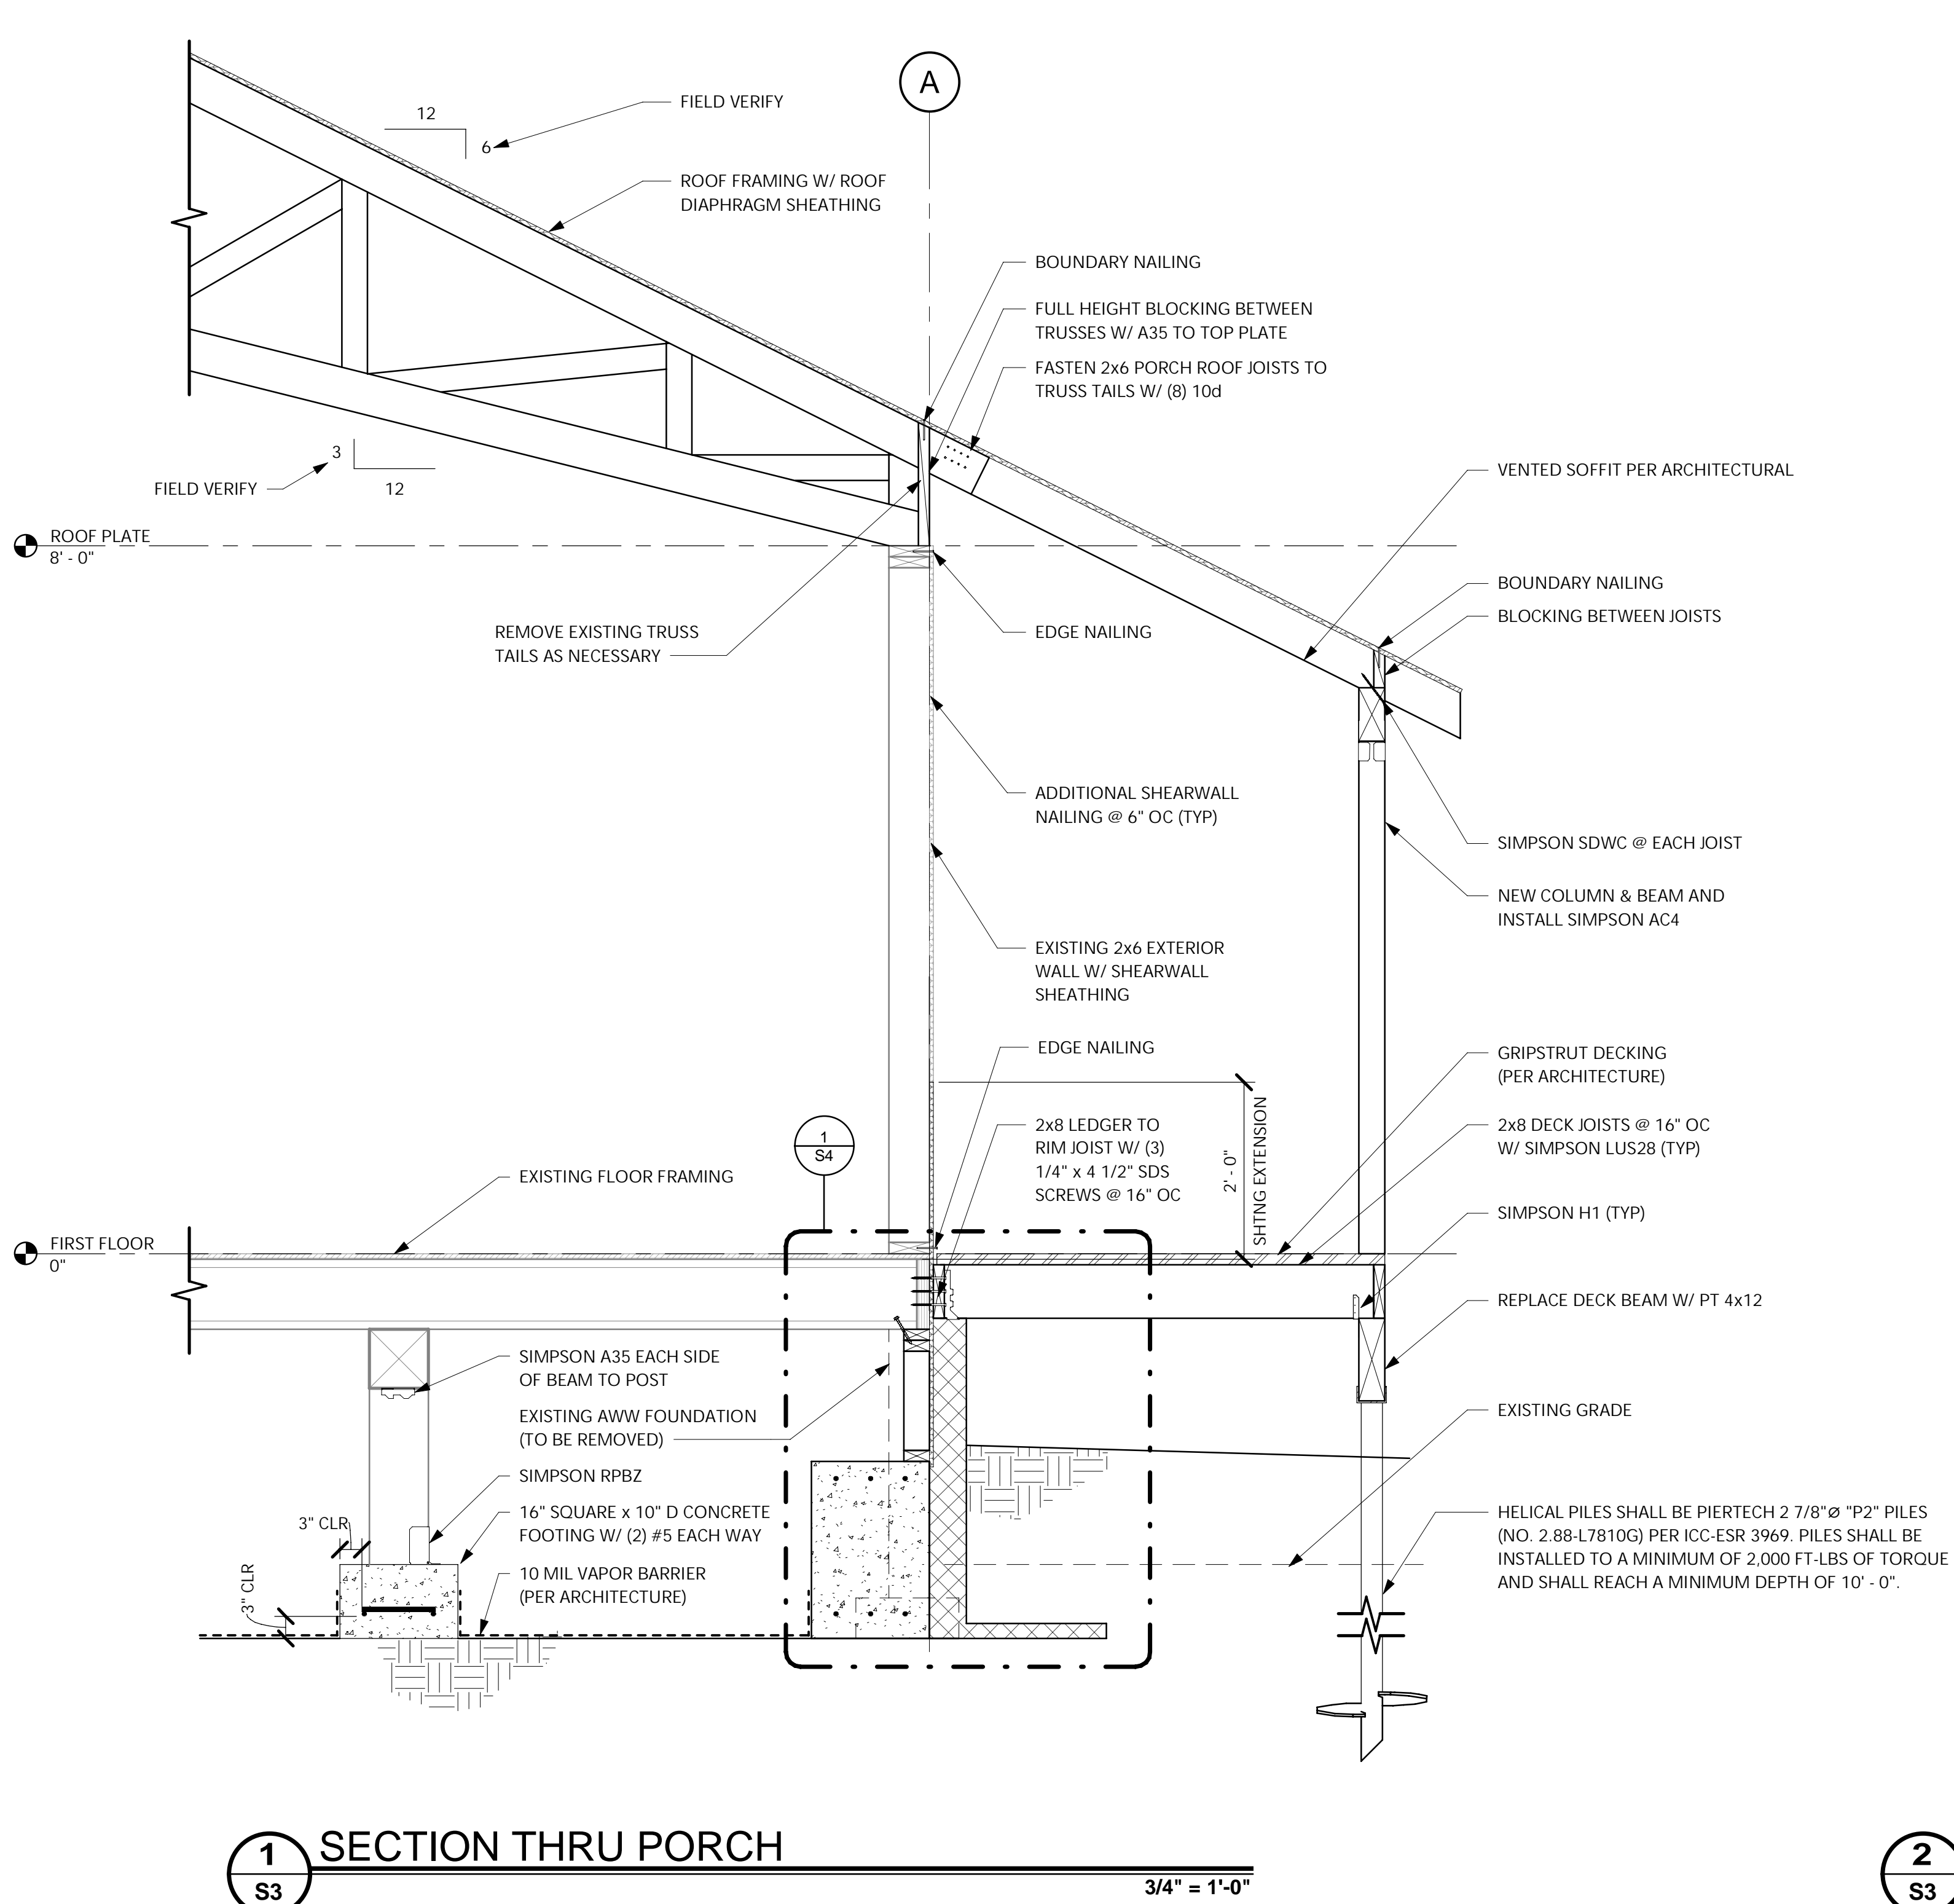 A
12
6
FIELD VERIFY
ROOF FRAMING W/ ROOF
DIAPHRAGM SHEATHING
BOUNDARY NAILING
FULL HEIGHT BLOCKING BETWEEN
TRUSSES W/ A35 TO TOP PLATE
FASTEN 2x6 PORCH ROOF JOISTS TO
TRUSS TAILS W/ (8) 10d
3
12
FIELD VERIFY
VENTED SOFFIT PER ARCHITECTURAL
ROOF PLATE
8' - 0"
BOUNDARY NAILING
BLOCKING BETWEEN JOISTS
REMOVE EXISTING TRUSS
TAILS AS NECESSARY
EDGE NAILING
ADDITIONAL SHEARWALL
NAILING @ 6" OC (TYP)
SIMPSON SDWC @ EACH JOIST
NEW COLUMN & BEAM AND
INSTALL SIMPSON AC4
EXISTING 2x6 EXTERIOR
WALL W/ SHEARWALL
SHEATHING
EDGE NAILING
GRIPSTRUT DECKING
(PER ARCHITECTURE)
1
S4
2x8 LEDGER TO
RIM JOIST W/ (3)
1/4" x 4 1/2" SDS
SCREWS @ 16" OC
2' - 0"
SHTNG EXTENSION
2x8 DECK JOISTS @ 16" OC
W/ SIMPSON LUS28 (TYP)
EXISTING FLOOR FRAMING
SIMPSON H1 (TYP)
FIRST FLOOR
0"
REPLACE DECK BEAM W/ PT 4x12
SIMPSON A35 EACH SIDE
OF BEAM TO POST
EXISTING AWW FOUNDATION
(TO BE REMOVED)
EXISTING GRADE
SIMPSON RPBZ
16" SQUARE x 10" D CONCRETE
FOOTING W/ (2) #5 EACH WAY
3" CLR
3" CLR
10 MIL VAPOR BARRIER
(PER ARCHITECTURE)
HELICAL PILES SHALL BE PIERTECH 2 7/8"Ø "P2" PILES
(NO. 2.88-L7810G) PER ICC-ESR 3969. PILES SHALL BE
INSTALLED TO A MINIMUM OF 2,000 FT-LBS OF TORQUE
AND SHALL REACH A MINIMUM DEPTH OF 10' - 0".
1
S3
SECTION THRU PORCH
3/4" = 1'-0"
2
S3